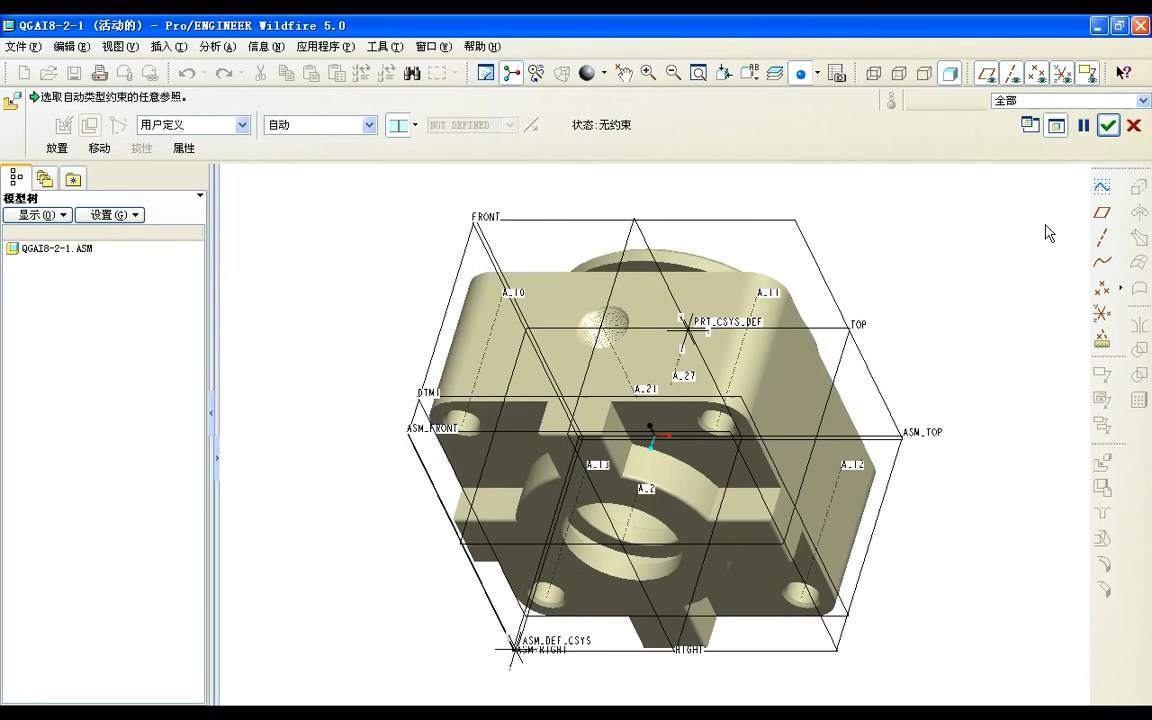 QGAI8-2-1 (活动的) - Pro/ENGINEER Wildfire 5.0
文件(F) 编辑(E) 视图(V) 插入(I) 分析(A) 信息(N) 应用程序(P) 工具(T) 窗口(W) 帮助(H)
选取自动类型约束的任意参照。
全部
用户定义 自动 NOT DEFINED 状态:无约束
放置 移动 挠性 属性
模型树
显示(O) 设置(G)
QGAI8-2-1.ASM
FRONT
A_10
A_11
PRT_CSYS_DEF
TOP
A_27
A_21
DTM1
ASM_FRONT
ASM_TOP
A_13
A_12
A_2
ASM_DEF_CSYS
ASM_RIGHT
RIGHT